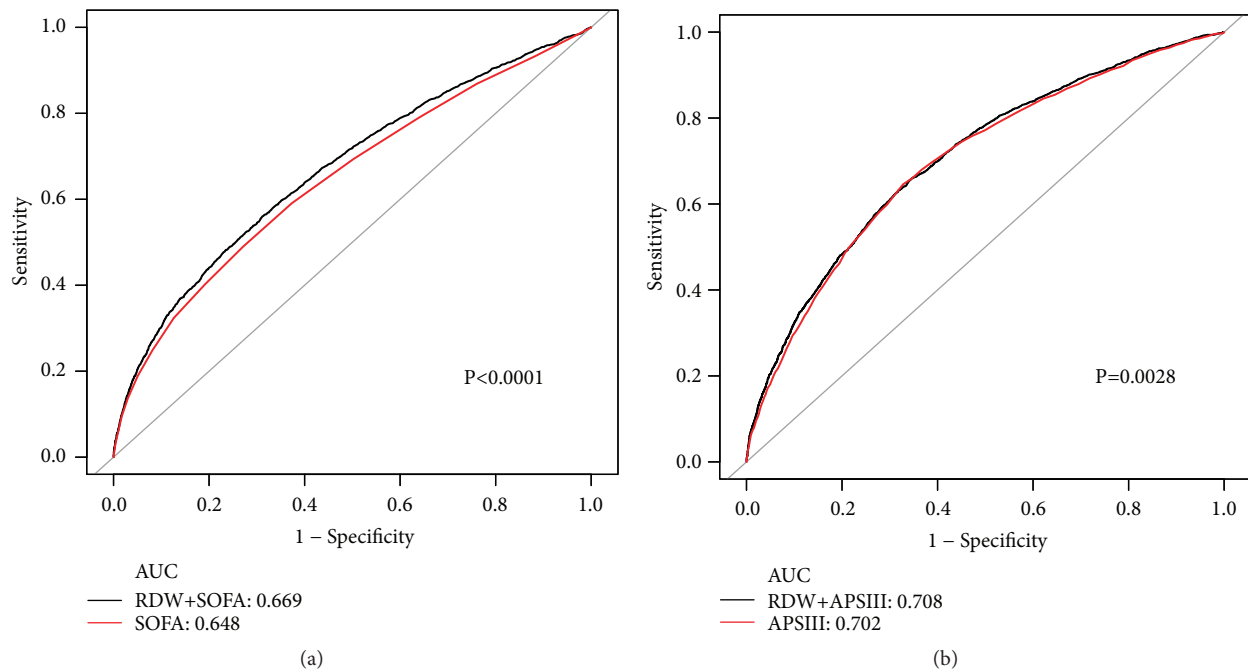 1.0
0.8
0.6
0.4
0.2
0.0
Sensitivity
P<0.0001
0.0 0.2 0.4 0.6 0.8 1.0
1 − Specificity
AUC
RDW+SOFA: 0.669
SOFA: 0.648
(a)
1.0
0.8
0.6
0.4
0.2
0.0
Sensitivity
P=0.0028
0.0 0.2 0.4 0.6 0.8 1.0
1 − Specificity
AUC
RDW+APSIII: 0.708
APSIII: 0.702
(b)